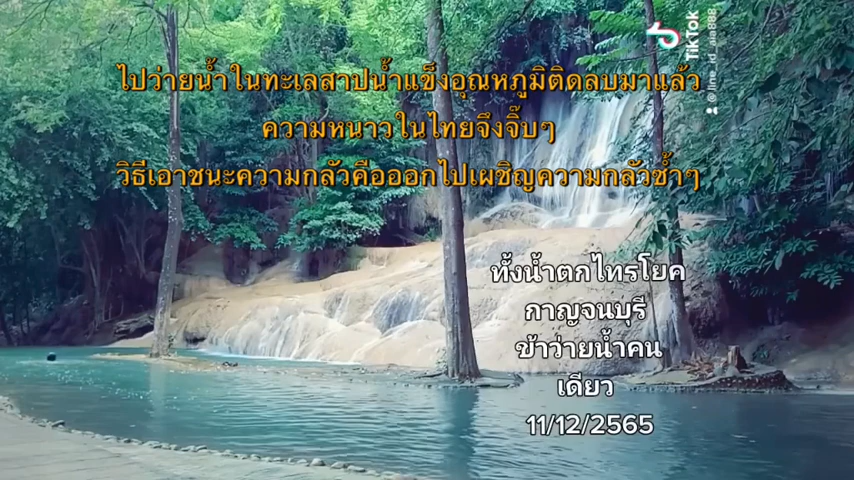 ไปว่ายน้ำในทะเลสาปน้ำแข็งอุณหภูมิติดลบมาแล้ว
ความหนาวในไทยจึงจิ๊บๆ
วิธีเอาชนะความกลัวคือออกไปเผชิญความกลัวซ้ำๆ
ทั้งน้ำตกไทรโยค
กาญจนบุรี
ข้าว่ายน้ำคน
เดียว
11/12/2565
TikTok